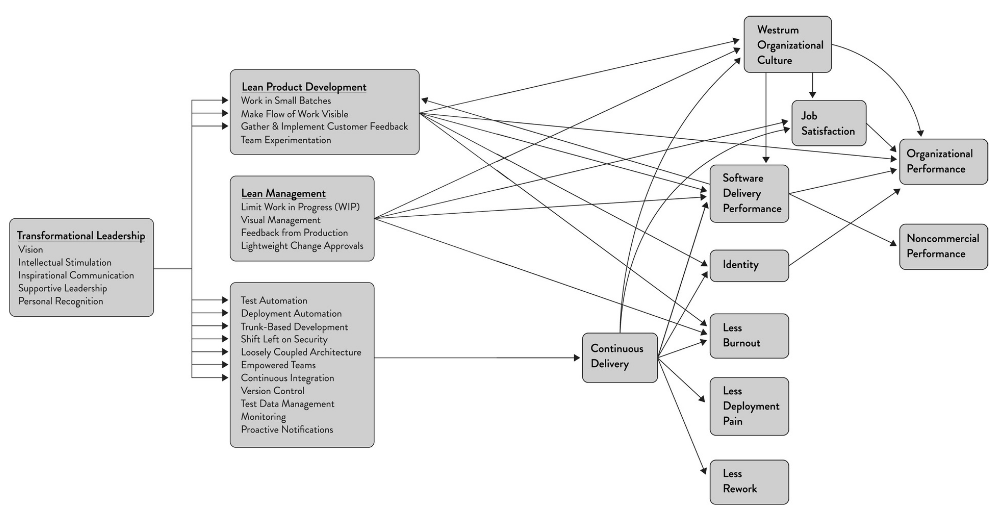 Transformational Leadership
Vision
Intellectual Stimulation
Inspirational Communication
Supportive Leadership
Personal Recognition
Lean Product Development
Work in Small Batches
Make Flow of Work Visible
Gather & Implement Customer Feedback
Team Experimentation
Lean Management
Limit Work in Progress (WIP)
Visual Management
Feedback from Production
Lightweight Change Approvals
Test Automation
Deployment Automation
Trunk-Based Development
Shift Left on Security
Loosely Coupled Architecture
Empowered Teams
Continuous Integration
Version Control
Test Data Management
Monitoring
Proactive Notifications
Continuous
Delivery
Westrum
Organizational
Culture
Job
Satisfaction
Software
Delivery
Performance
Identity
Less
Burnout
Less
Deployment
Pain
Less
Rework
Organizational
Performance
Noncommercial
Performance